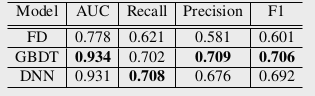 Model AUC Recall Precision F1
FD 0.778 0.621 0.581 0.601
GBDT 0.934 0.702 0.709 0.706
DNN 0.931 0.708 0.676 0.692